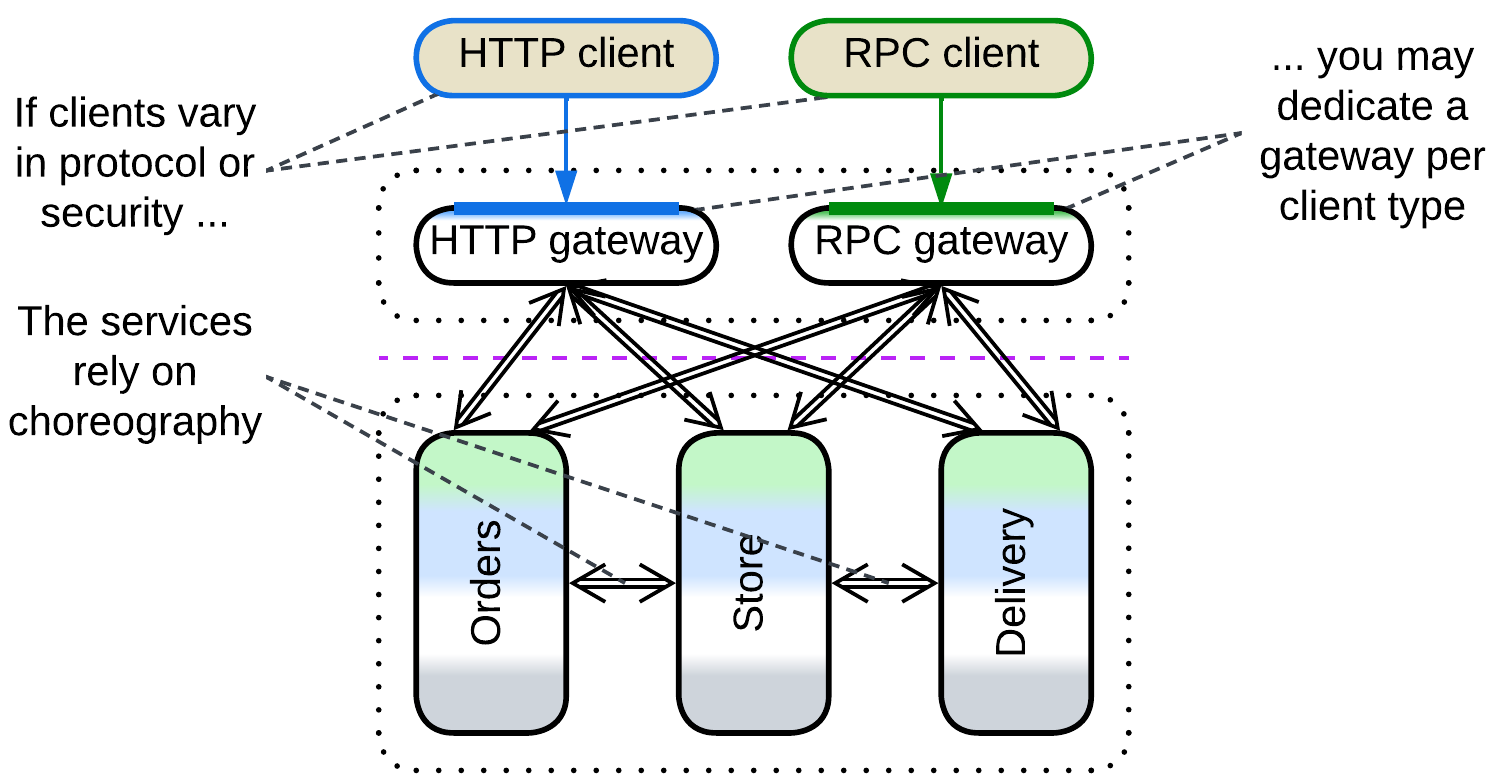 HTTP client
RPC client
If clients vary
in protocol or
security ...
... you may
dedicate a
gateway per
client type
HTTP gateway
RPC gateway
The services
rely on
choreography
Orders
Store
Delivery